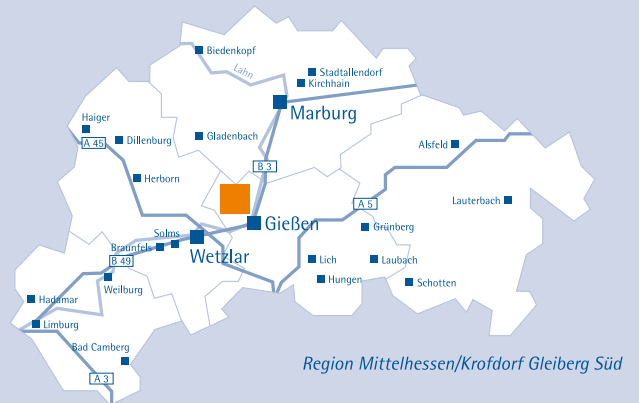 Biedenkopf
Lahn
Stadtallendorf
Kirchhain
Marburg
Haiger
A 45
Dillenburg
Gladenbach
Alsfeld
B 3
Herborn
Lauterbach
A 5
Gießen
Grünberg
Solms
Braunfels
Wetzlar
B 49
Lich
Laubach
Weilburg
Hungen
Schotten
Hadamar
Limburg
Bad Camberg
Region Mittelhessen/Krofdorf Gleiberg Süd
A 3